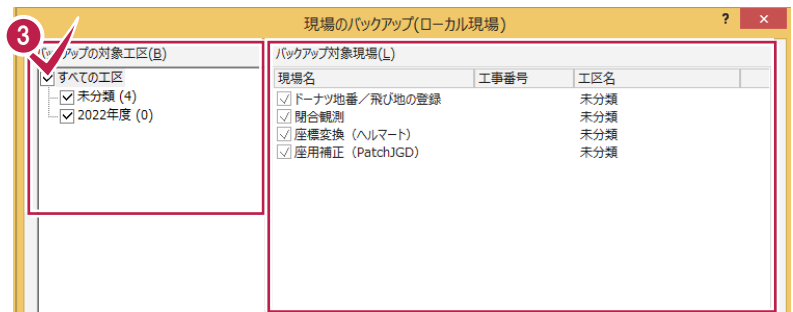 現場のバックアップ(ローカル現場)
? ×
3
バックアップの対象工区(B)
すべての工区
未分類 (4)
2022年度 (0)
バックアップ対象現場(L)
現場名 工事番号 工区名
ドーナツ地番／飛び地の登録 未分類
閉合観測 未分類
座標変換（ヘルマート） 未分類
座用補正（PatchJGD） 未分類